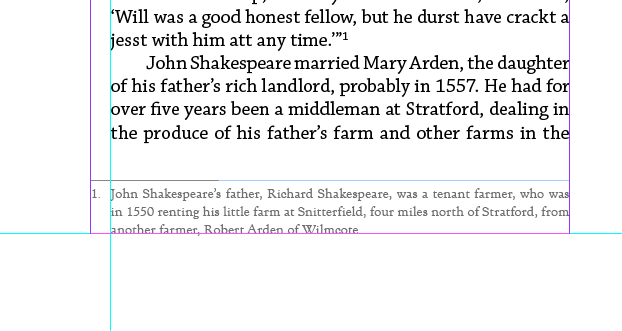 ‘Will was a good honest fellow, but he durst have crackt a
jesst with him att any time.’”1
John Shakespeare married Mary Arden, the daughter
of his father’s rich landlord, probably in 1557. He had for
over five years been a middleman at Stratford, dealing in
the produce of his father’s farm and other farms in the
1. John Shakespeare’s father, Richard Shakespeare, was a tenant farmer, who was
in 1550 renting his little farm at Snitterfield, four miles north of Stratford, from
another farmer, Robert Arden of Wilmcote